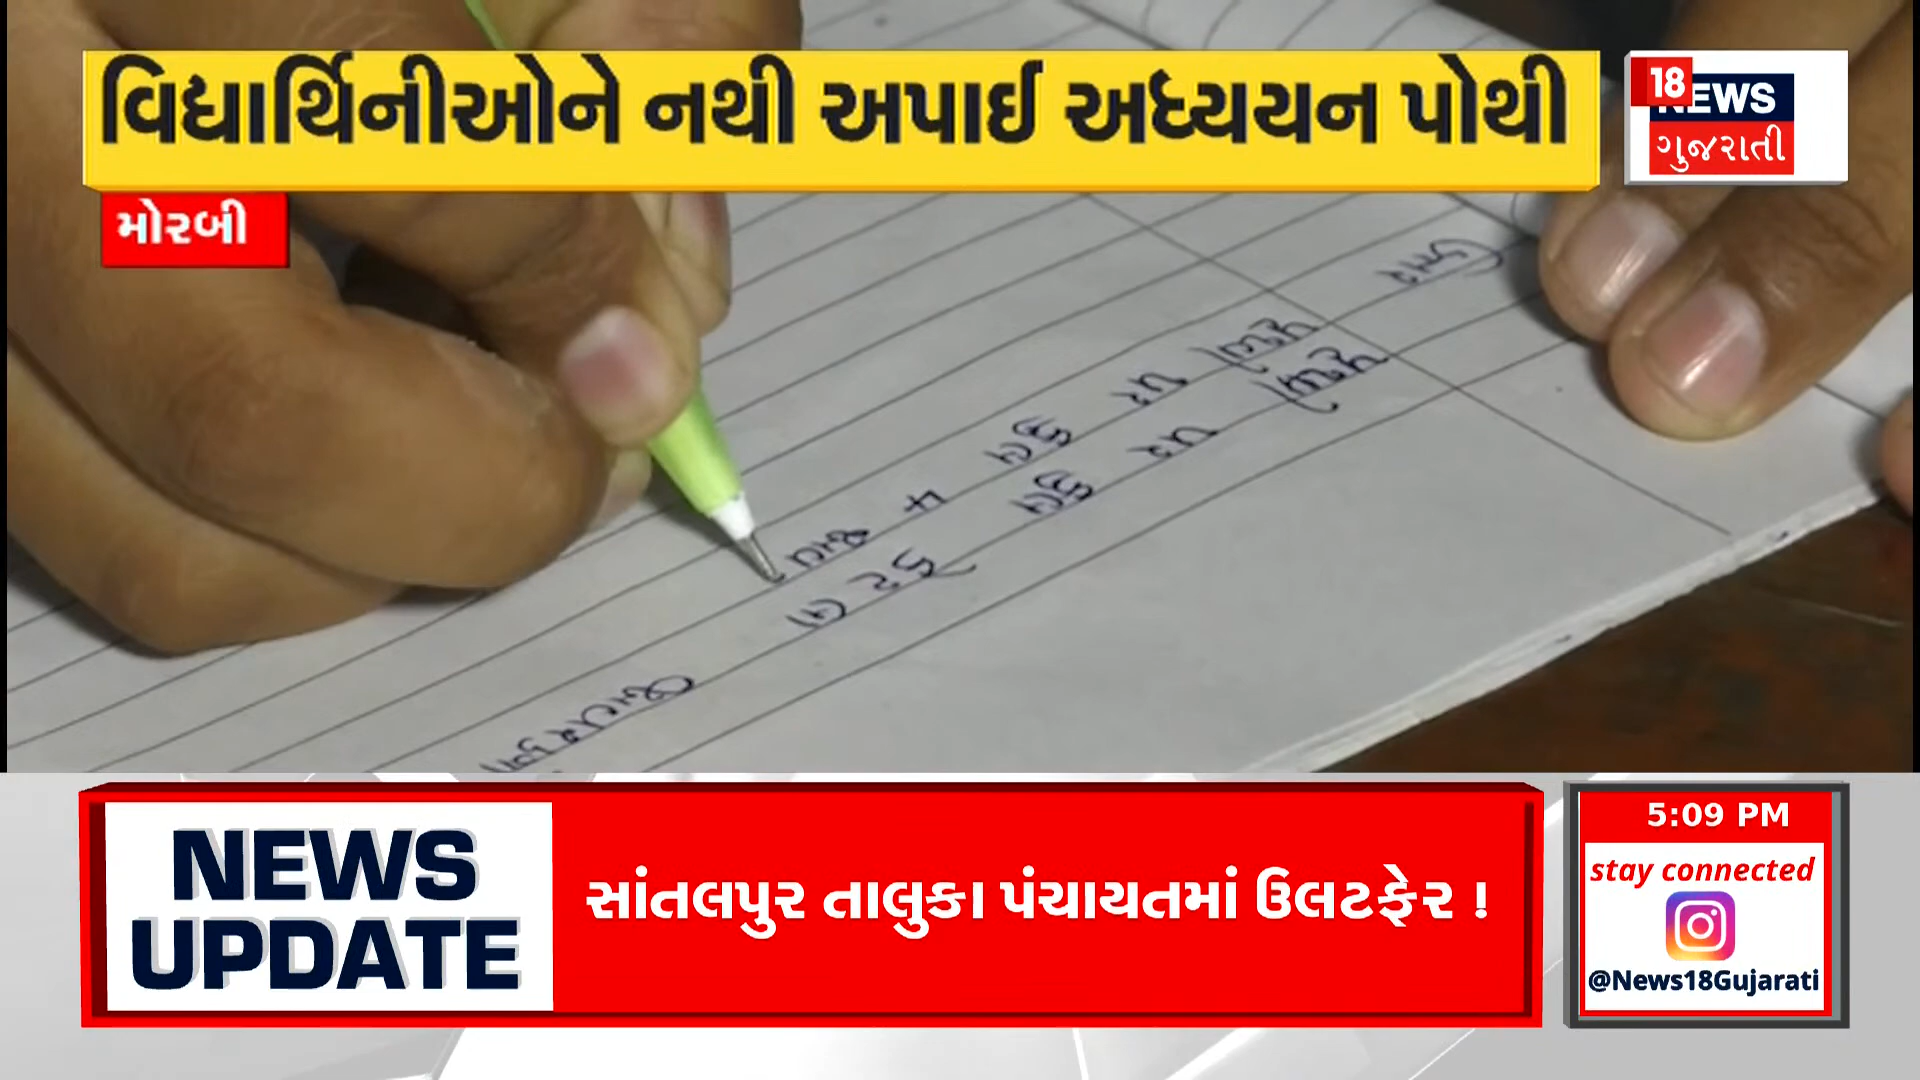 વિદ્યાર્થિનીઓને નથી અપાઈ અધ્યયન પોથી
18
NEWS
ગુજરાતી
મોરબી
NEWS
UPDATE
સાંતલપુર તાલુકા પંચાયતમાં ઉલટફેર !
5:09 PM
stay connected
@News18Gujarati